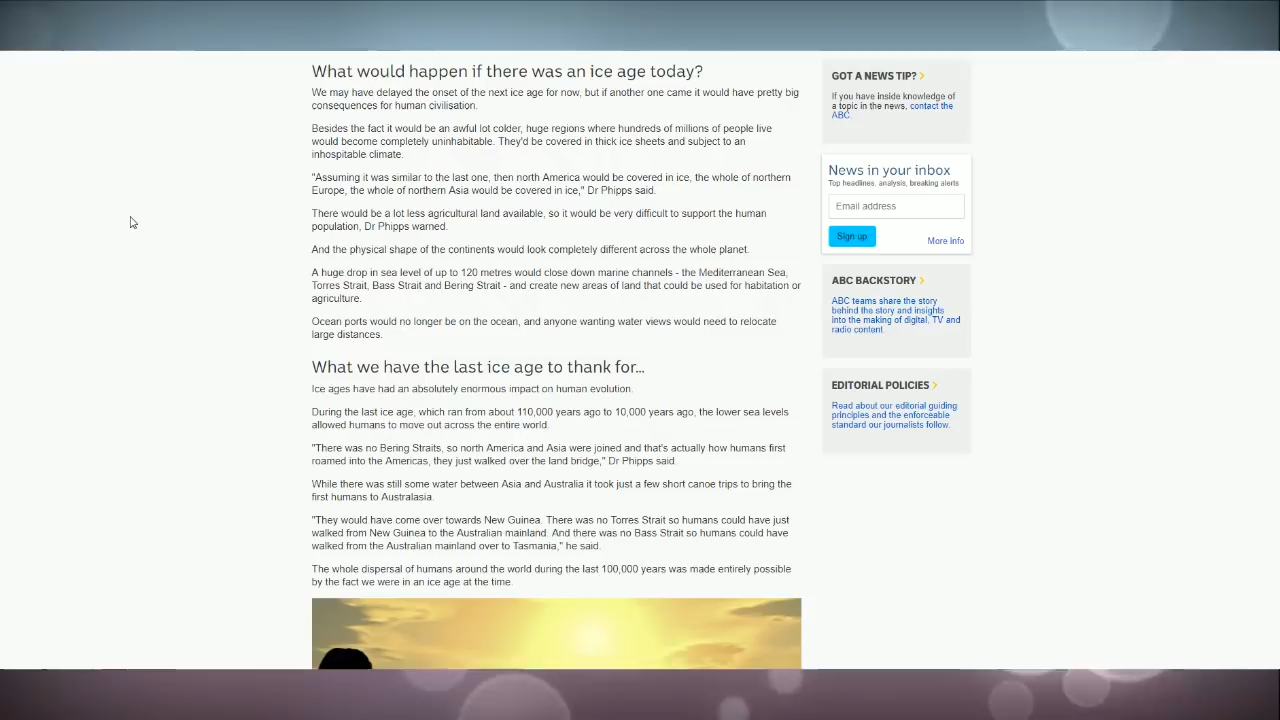 What would happen if there was an ice age today?
We may have delayed the onset of the next ice age for now, but if another one came it would have pretty big
consequences for human civilisation.
Besides the fact it would be an awful lot colder, huge regions where hundreds of millions of people live
would become completely uninhabitable. They'd be covered in thick ice sheets and subject to an
inhospitable climate.
"Assuming it was similar to the last one, then north America would be covered in ice, the whole of northern
Europe, the whole of northern Asia would be covered in ice," Dr Phipps said.
There would be a lot less agricultural land available, so it would be very difficult to support the human
population, Dr Phipps warned.
And the physical shape of the continents would look completely different across the whole planet.
A huge drop in sea level of up to 120 metres would close down marine channels - the Mediterranean Sea,
Torres Strait, Bass Strait and Bering Strait - and create new areas of land that could be used for habitation or
agriculture.
Ocean ports would no longer be on the ocean, and anyone wanting water views would need to relocate
large distances.
What we have the last ice age to thank for...
Ice ages have had an absolutely enormous impact on human evolution.
During the last ice age, which ran from about 110,000 years ago to 10,000 years ago, the lower sea levels
allowed humans to move out across the entire world.
"There was no Bering Straits, so north America and Asia were joined and that's actually how humans first
roamed into the Americas, they just walked over the land bridge," Dr Phipps said.
While there was still some water between Asia and Australia it took just a few short canoe trips to bring the
first humans to Australasia.
"They would have come over towards New Guinea. There was no Torres Strait so humans could have just
walked from New Guinea to the Australian mainland. And there was no Bass Strait so humans could have
walked from the Australian mainland over to Tasmania," he said.
The whole dispersal of humans around the world during the last 100,000 years was made entirely possible
by the fact we were in an ice age at the time.
GOT A NEWS TIP?
If you have inside knowledge of
a topic in the news, contact the
ABC.
News in your inbox
Top headlines, analysis, breaking alerts
Email address
Sign up
More info
ABC BACKSTORY
ABC teams share the story
behind the story and insights
into the making of digital, TV and
radio content.
EDITORIAL POLICIES
Read about our editorial guiding
principles and the enforceable
standard our journalists follow.